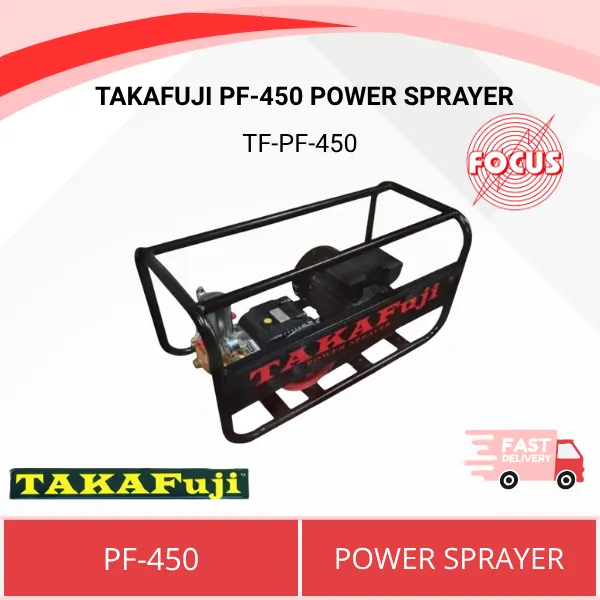 TAKAFUJI PF-450 POWER SPRAYER
TF-PF-450
FOCUS
TAKAFuji
POWER SPRAYER
FAST
DELIVERY
TAKAFuji
PF-450
POWER SPRAYER